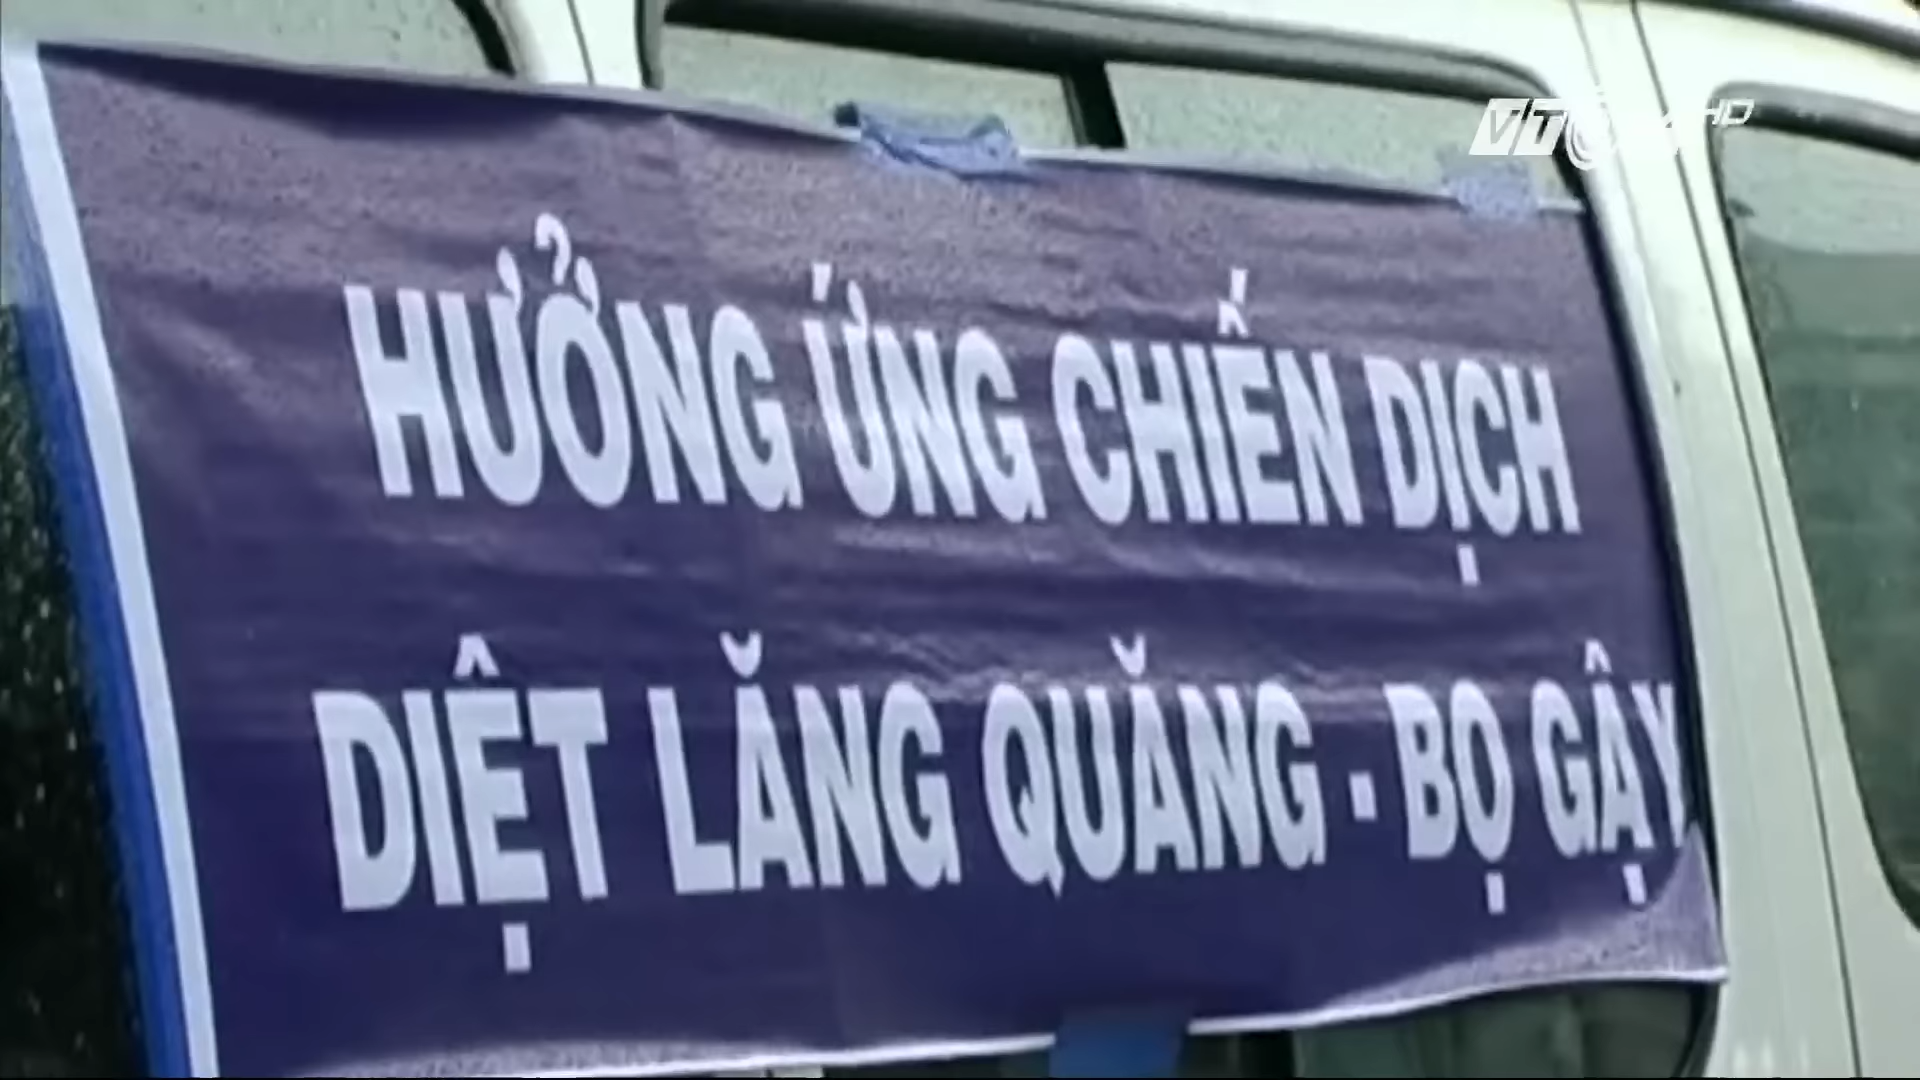 HƯỞNG ỨNG CHIẾN DỊCH
DIỆT LĂNG QUĂNG - BỌ GẬY